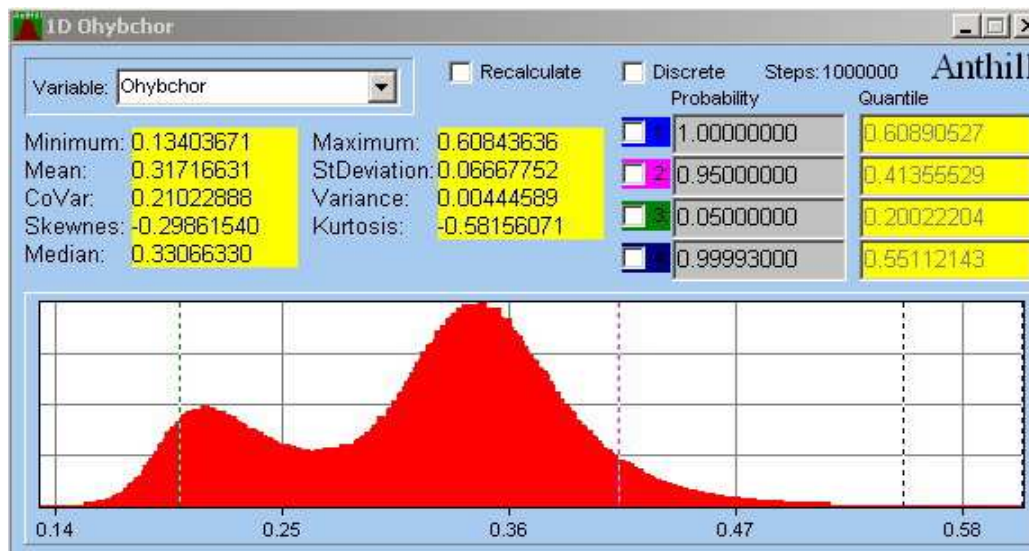 1D Ohybchor
Variable: Ohybchor
Recalculate
Discrete
Steps:1000000
Anthill
Probability
Quantile
Minimum: 0.13403671
Maximum: 0.60843636
1 1.00000000 0.60890527
Mean: 0.31716631
StDeviation: 0.06667752
2 0.95000000 0.41355529
CoVar: 0.21022888
Variance: 0.00444589
3 0.05000000 0.20022204
Skewnes: -0.29861540
Kurtosis: -0.58156071
Median: 0.33066330
4 0.99993000 0.55112143
0.14 0.25 0.36 0.47 0.58